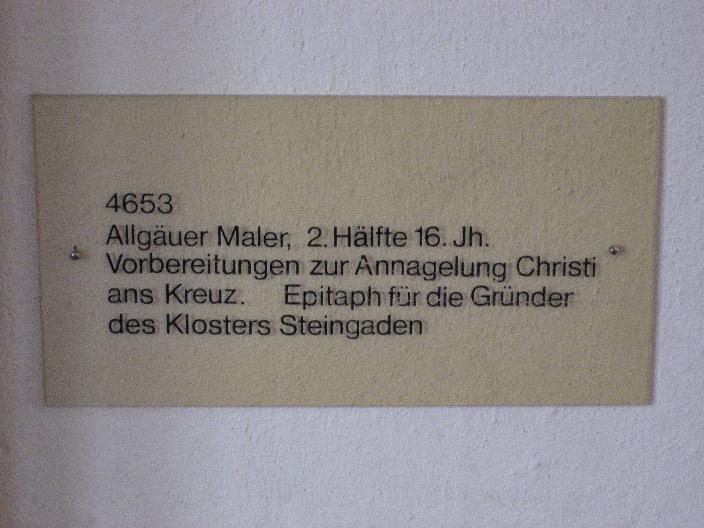 4653
Allgäuer Maler, 2. Hälfte 16. Jh.
Vorbereitungen zur Annagelung Christi
ans Kreuz. Epitaph für die Gründer
des Klosters Steingaden